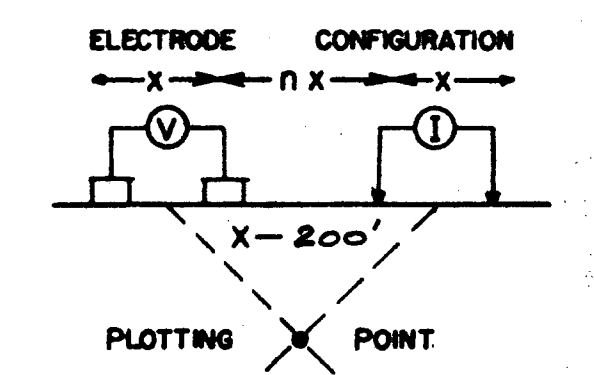 ELECTRODE CONFIGURATION
X n X X
V I
X — 200'
PLOTTING POINT